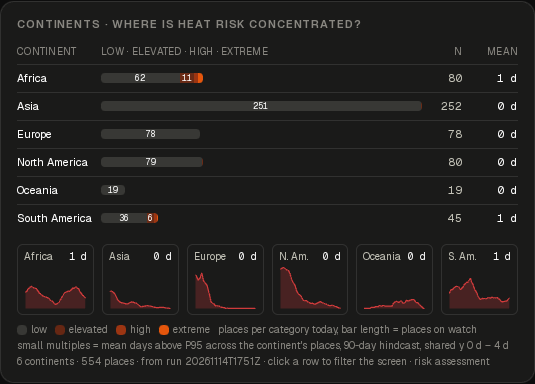 CONTINENTS · WHERE IS HEAT RISK CONCENTRATED?
CONTINENT LOW · ELEVATED · HIGH · EXTREME N MEAN
Africa 62 11 80 1 d
Asia 251 252 0 d
Europe 78 78 0 d
North America 79 80 0 d
Oceania 19 19 0 d
South America 36 6 45 1 d
Africa 1 d Asia 0 d Europe 0 d N. Am. 0 d Oceania 0 d S. Am. 1 d
low elevated high extreme places per category today, bar length = places on watch
small multiples = mean days above P95 across the continent's places, 90-day hindcast, shared y 0 d – 4 d
6 continents · 554 places · from run 20261114T1751Z · click a row to filter the screen · risk assessment